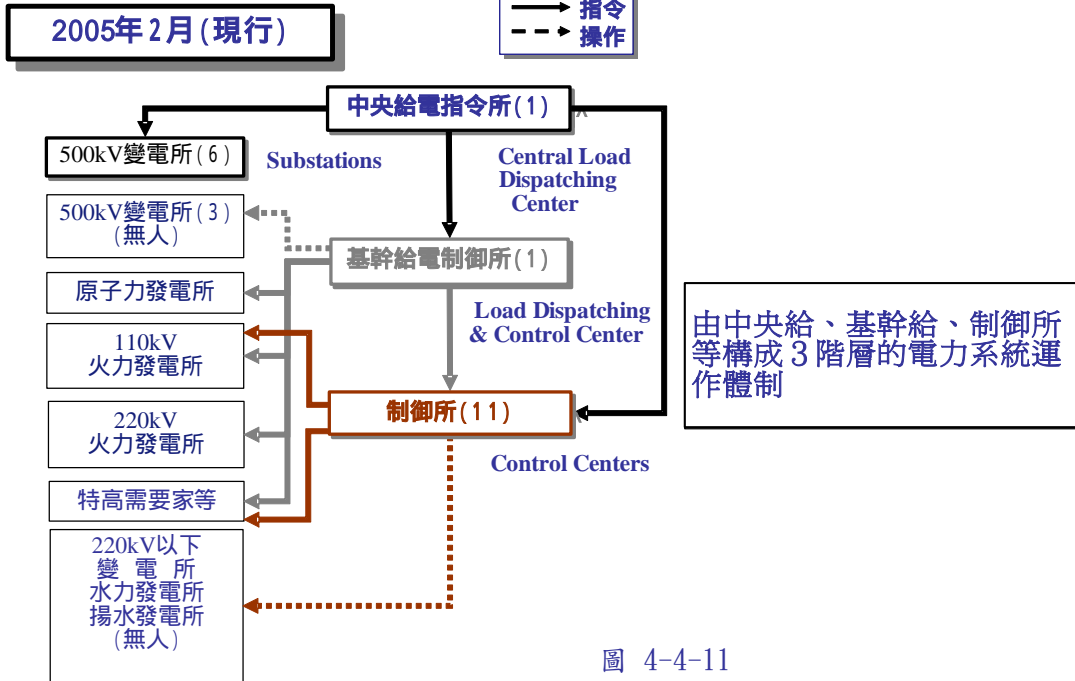 2005年2月(現行)
指令
操作
中央給電指令所(1)
500kV變電所(6)
Substations
Central Load
Dispatching
Center
500kV變電所(3)
(無人)
基幹給電制御所(1)
原子力發電所
Load Dispatching
& Control Center
110kV
火力發電所
由中央給、基幹給、制御所
等構成3階層的電力系統運
作體制
制御所(11)
220kV
火力發電所
Control Centers
特高需要家等
220kV以下
變 電 所
水力發電所
揚水發電所
(無人)
圖 4-4-11